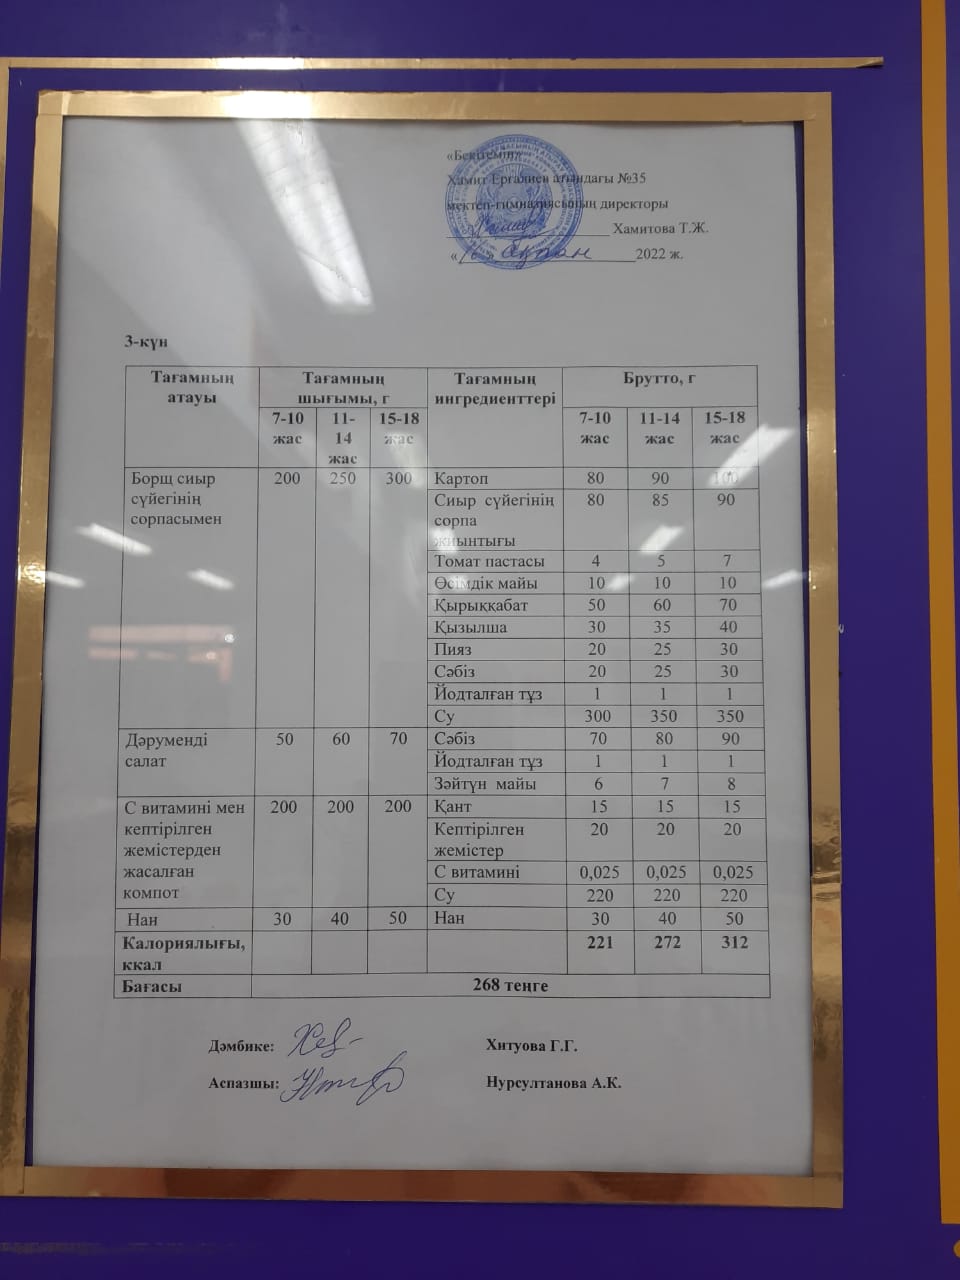 «Бекітемін»
Хамит Ерғалиев атындағы №35
мектеп-гимназиясының директоры
Хамитова Т.Ж.
« 16 » ақпан 2022 ж.
3-күн
Тағамның атауы Тағамның шығымы, г Тағамның ингредиенттері Брутто, г
7-10 жас 11-14 жас 15-18 жас 7-10 жас 11-14 жас 15-18 жас
Борщ сиыр сүйегінің сорпасымен 200 250 300 Картоп 80 90 100
Сиыр сүйегінің сорпа жиынтығы 80 85 90
Томат пастасы 4 5 7
Өсімдік майы 10 10 10
Қырыққабат 50 60 70
Қызылша 30 35 40
Пияз 20 25 30
Сәбіз 20 25 30
Йодталған тұз 1 1 1
Су 300 350 350
Дәруменді салат 50 60 70 Сәбіз 70 80 90
Йодталған тұз 1 1 1
Зәйтүн майы 6 7 8
С витамині мен кептірілген жемістерден жасалған компот 200 200 200 Қант 15 15 15
Кептірілген жемістер 20 20 20
С витамині 0,025 0,025 0,025
Су 220 220 220
Нан 30 40 50 Нан 30 40 50
Калориялығы, ккал 221 272 312
Бағасы 268 теңге
Дәмбике: Хитуова Г.Г.
Аспазшы: Нурсултанова А.К.